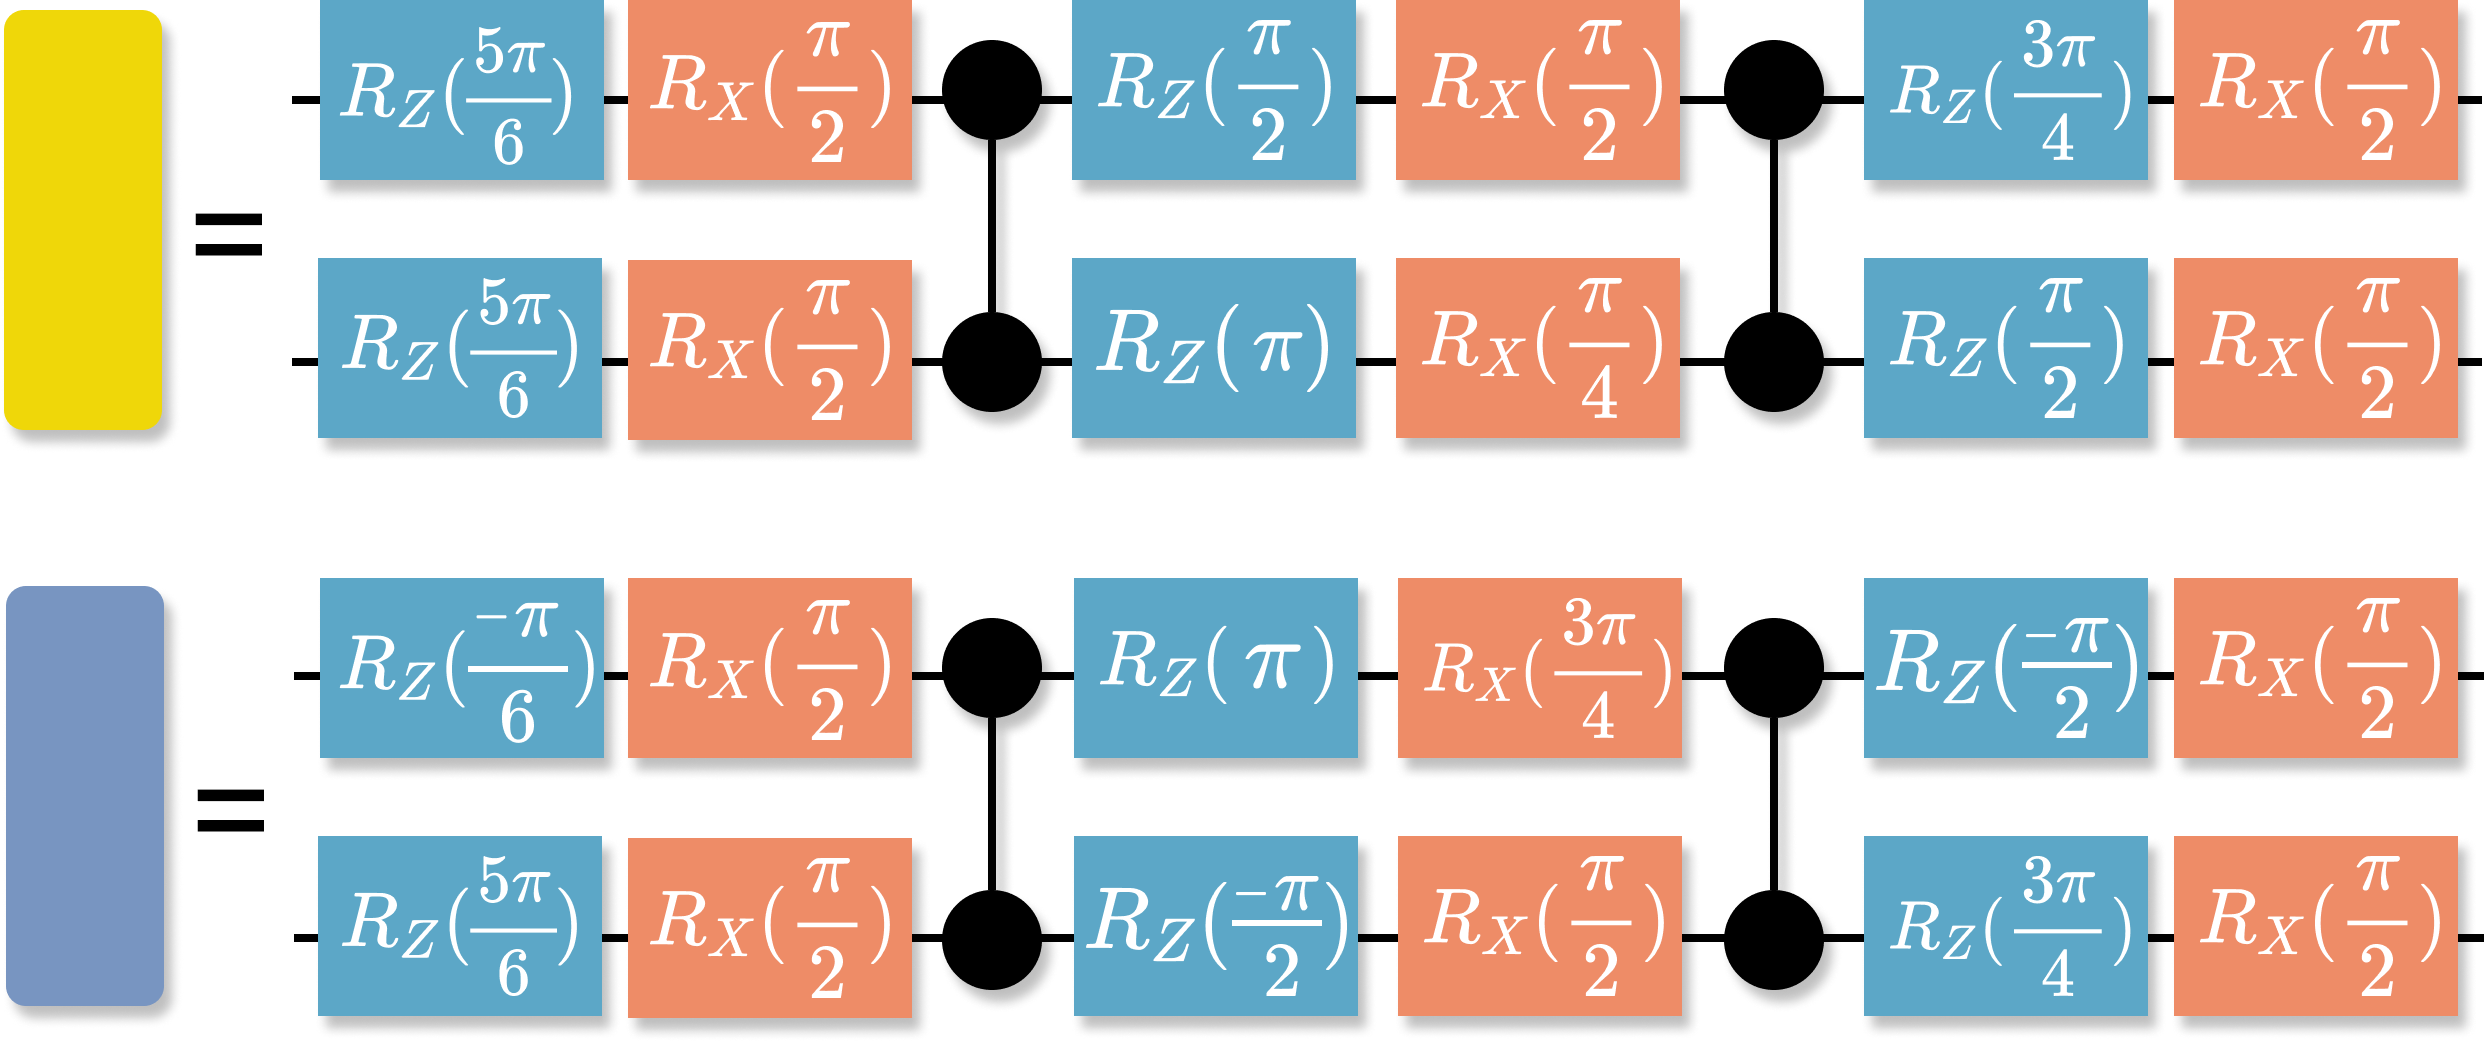 R_Z(5π/6) R_X(π/2) R_Z(π/2) R_X(π/2) R_Z(3π/4) R_X(π/2)
=
R_Z(5π/6) R_X(π/2) R_Z(π) R_X(π/4) R_Z(π/2) R_X(π/2)
R_Z(-π/6) R_X(π/2) R_Z(π) R_X(3π/4) R_Z(-π/2) R_X(π/2)
=
R_Z(5π/6) R_X(π/2) R_Z(-π/2) R_X(π/2) R_Z(3π/4) R_X(π/2)